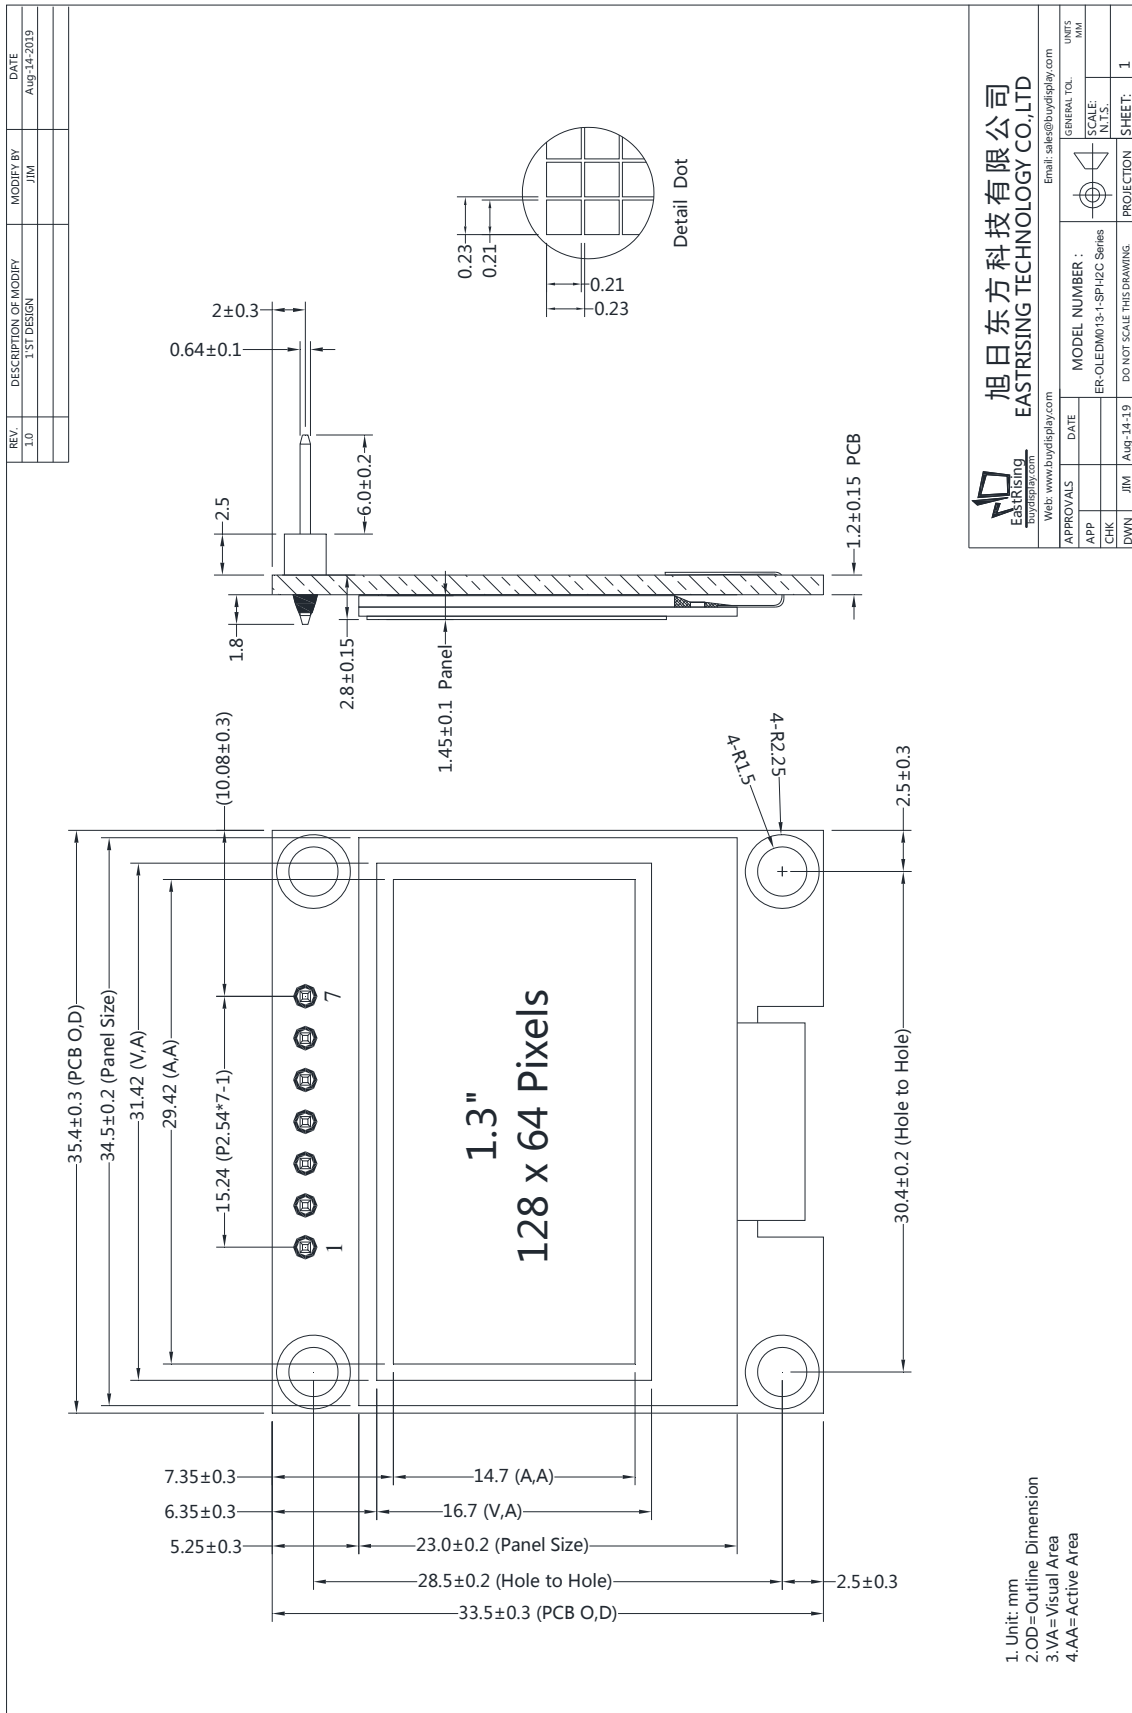 REV. DESCRIPTION OF MODIFY MODIFY BY DATE
1.0 1'ST DESIGN JIM Aug-14-2019
35.4±0.3 (PCB O,D)
34.5±0.2 (Panel Size)
31.42 (V,A)
29.42 (A,A)
15.24 (P2.54*7-1)
(10.08±0.3)
1
7
1.3"
128 x 64 Pixels
4-R1.5
4-R2.25
2.5±0.3
30.4±0.2 (Hole to Hole)
7.35±0.3
14.7 (A,A)
6.35±0.3
16.7 (V,A)
5.25±0.3
23.0±0.2 (Panel Size)
28.5±0.2 (Hole to Hole)
2.5±0.3
33.5±0.3 (PCB O,D)
1.8
2.5
2.8±0.15
1.45±0.1 Panel
6.0±0.2
2±0.3
0.64±0.1
1.2±0.15 PCB
0.23
0.21
0.21
0.23
Detail Dot
1. Unit: mm
2.OD=Outline Dimension
3.VA=Visual Area
4.AA=Active Area
EastRising
buydisplay.com
旭日东方科技有限公司
EASTRISING TECHNOLOGY CO.,LTD
Web: www.buydisplay.com Email: sales@buydisplay.com
APPROVALS DATE
APP
CHK
DWN JIM Aug-14-19
MODEL NUMBER :
ER-OLEDM013-1-SPI-I2C Series
DO NOT SCALE THIS DRAWING.
PROJECTION
GENERAL TOL.
UNITS
MM
SCALE:
N.T.S.
SHEET: 1